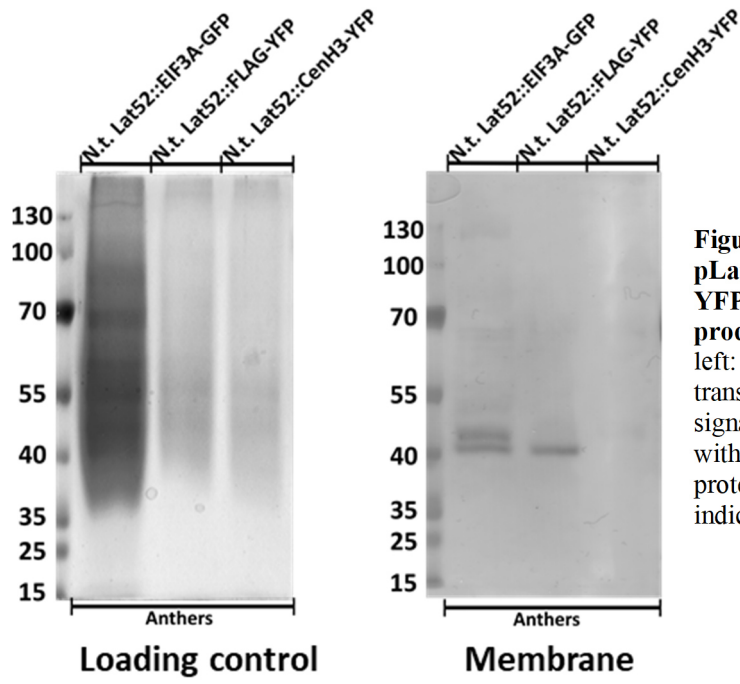 N.t. Lat52::EIF3A-GFP
N.t. Lat52::FLAG-YFP
N.t. Lat52::CenH3-YFP
130
100
70
55
40
35
25
15
Anthers
Loading control
N.t. Lat52::EIF3A-GFP
N.t. Lat52::FLAG-YFP
N.t. Lat52::CenH3-YFP
130
100
70
55
40
35
25
15
Anthers
Membrane
Figu
pLa
YFP
prod
left:
trans
signa
with
prote
indic